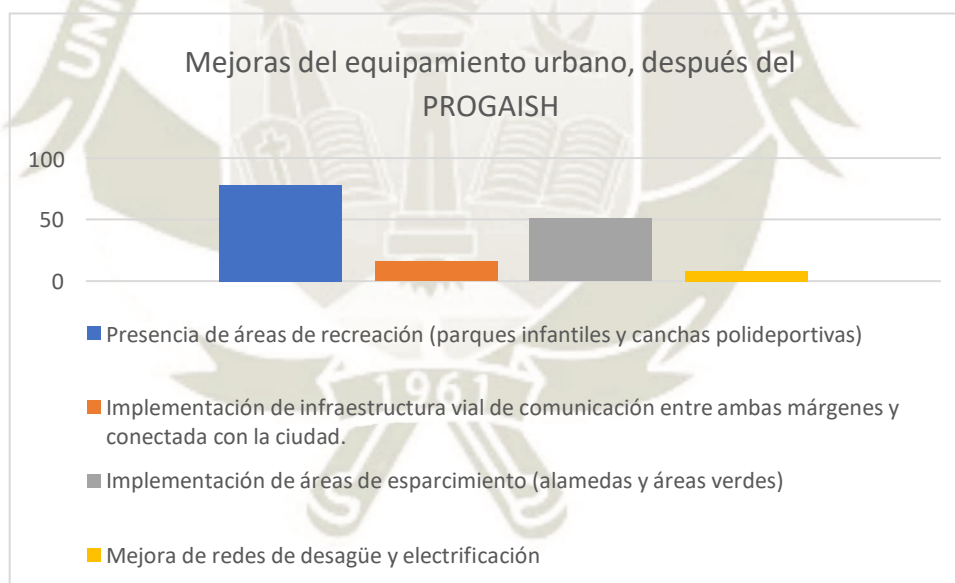 Mejoras del equipamiento urbano, después del
PROGAISH
100
50
0
Presencia de áreas de recreación (parques infantiles y canchas polideportivas)
Implementación de infraestructura vial de comunicación entre ambas márgenes y
conectada con la ciudad.
1961
Implementación de áreas de esparcimiento (alamedas y áreas verdes)
Mejora de redes de desagüe y electrificación